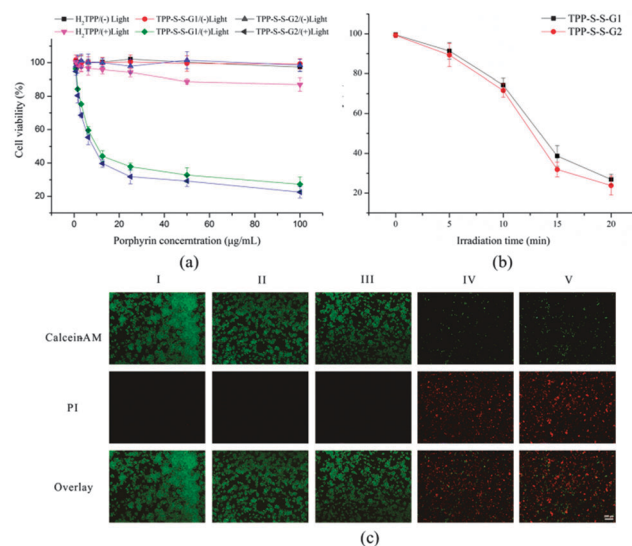 H₂TPP/(-) Light TPP-S-S-G1/(-)Light TPP-S-S-G2/(-)Light
H₂TPP/(+)Light TPP-S-S-G1/(+)Light TPP-S-S-G2/(+)Light
100
80
60
40
20
Cell viability (%)
0 20 40 60 80 100
Porphyrin concemtration (μg/mL)
(a)
TPP-S-S-G1
TPP-S-S-G2
100
80
60
40
20
0 5 10 15 20
Irradiation time (min)
(b)
I II III IV V
CalceinAM
PI
Overlay
(c)